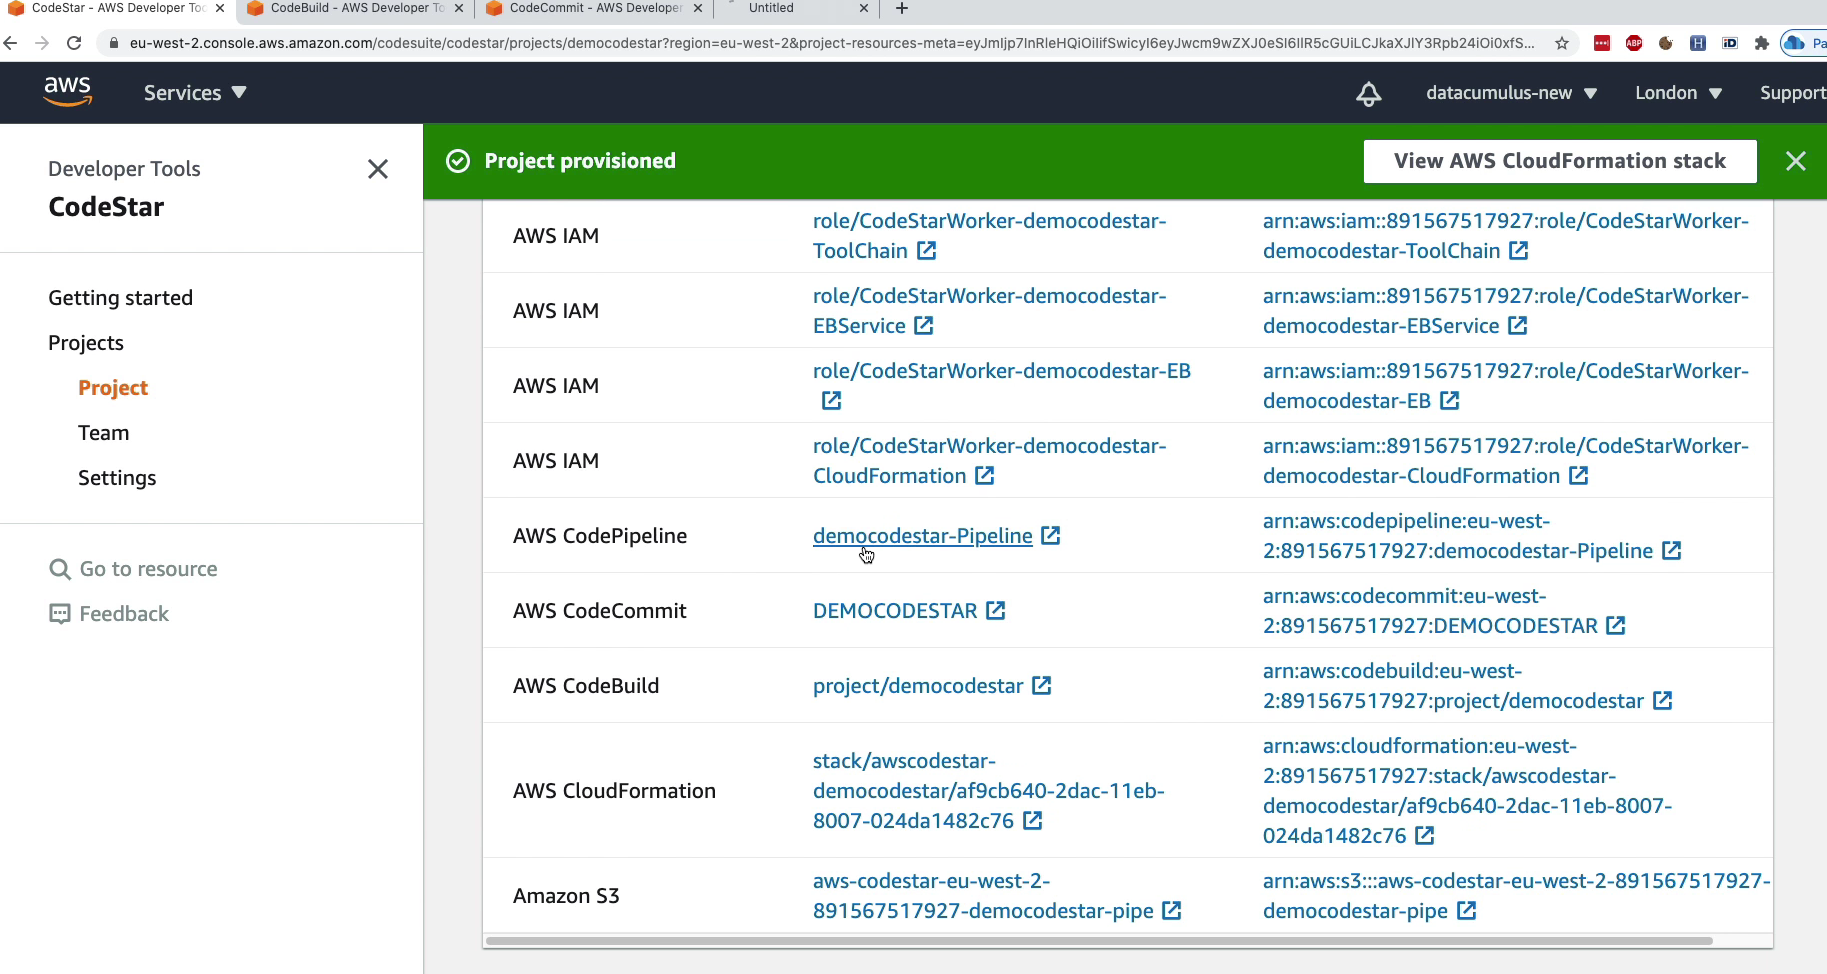 CodeStar - AWS Developer Too
CodeBuild - AWS Developer To
CodeCommit - AWS Developer
Untitled
eu-west-2.console.aws.amazon.com/codesuite/codestar/projects/democodestar?region=eu-west-2&project-resources-meta=
ABP
H
iD
Pa
aws
Services
datacumulus-new
London
Support
Developer Tools
CodeStar
Getting started
Projects
Project
Team
Settings
Go to resource
Feedback
Project provisioned
View AWS CloudFormation stack
AWS IAM
role/CodeStarWorker-democodestar-
ToolChain
arn:aws:iam::891567517927:role/CodeStarWorker-
democodestar-ToolChain
AWS IAM
role/CodeStarWorker-democodestar-
EBService
arn:aws:iam::891567517927:role/CodeStarWorker-
democodestar-EBService
AWS IAM
role/CodeStarWorker-democodestar-EB
arn:aws:iam::891567517927:role/CodeStarWorker-
democodestar-EB
AWS IAM
role/CodeStarWorker-democodestar-
CloudFormation
arn:aws:iam::891567517927:role/CodeStarWorker-
democodestar-CloudFormation
AWS CodePipeline
democodestar-Pipeline
arn:aws:codepipeline:eu-west-
2:891567517927:democodestar-Pipeline
AWS CodeCommit
DEMOCODESTAR
arn:aws:codecommit:eu-west-
2:891567517927:DEMOCODESTAR
AWS CodeBuild
project/democodestar
arn:aws:codebuild:eu-west-
2:891567517927:project/democodestar
AWS CloudFormation
stack/awscodestar-
democodestar/af9cb640-2dac-11eb-
8007-024da1482c76
arn:aws:cloudformation:eu-west-
2:891567517927:stack/awscodestar-
democodestar/af9cb640-2dac-11eb-8007-
024da1482c76
Amazon S3
aws-codestar-eu-west-2-
891567517927-democodestar-pipe
arn:aws:s3:::aws-codestar-eu-west-2-891567517927-
democodestar-pipe